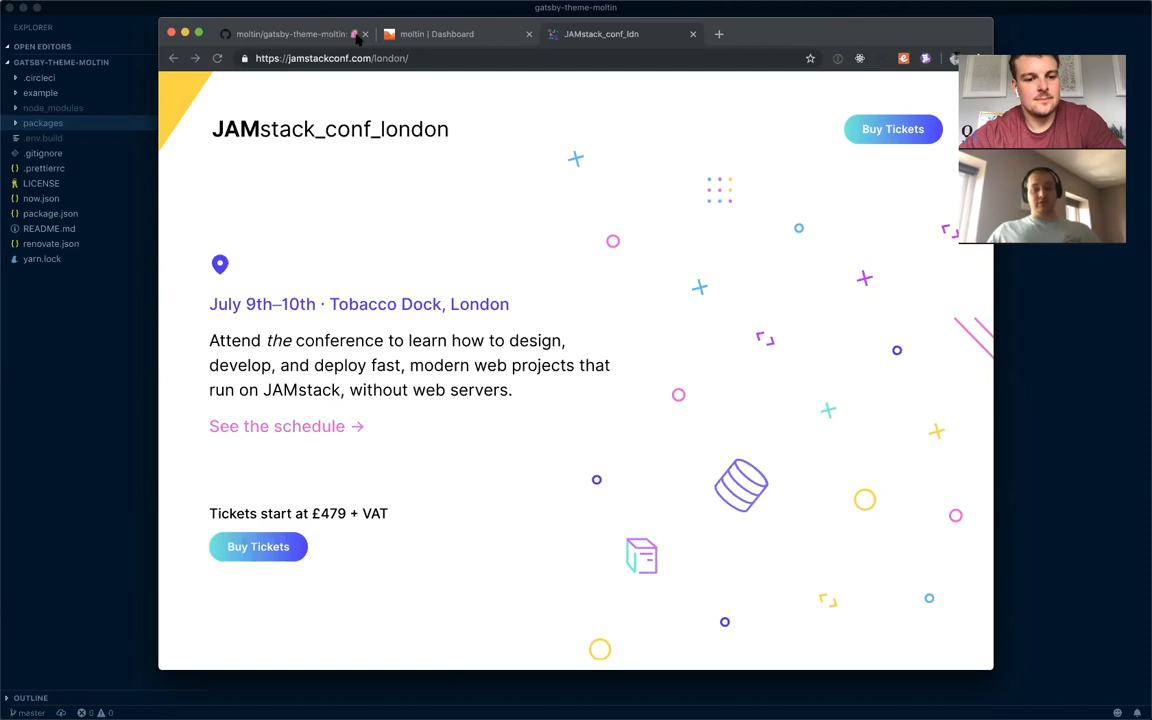 gatsby-theme-moltin
EXPLORER
OPEN EDITORS
GATSBY-THEME-MOLTIN
.circleci
example
node_modules
packages
.env.build
.gitignore
.prettierrc
LICENSE
now.json
package.json
README.md
renovate.json
yarn.lock
OUTLINE
master
0
0
moltin/gatsby-theme-moltin:
moltin | Dashboard
JAMstack_conf_ldn
https://jamstackconf.com/london/
JAMstack_conf_london
Buy Tickets
July 9th–10th · Tobacco Dock, London
Attend the conference to learn how to design,
develop, and deploy fast, modern web projects that
run on JAMstack, without web servers.
See the schedule →
Tickets start at £479 + VAT
Buy Tickets